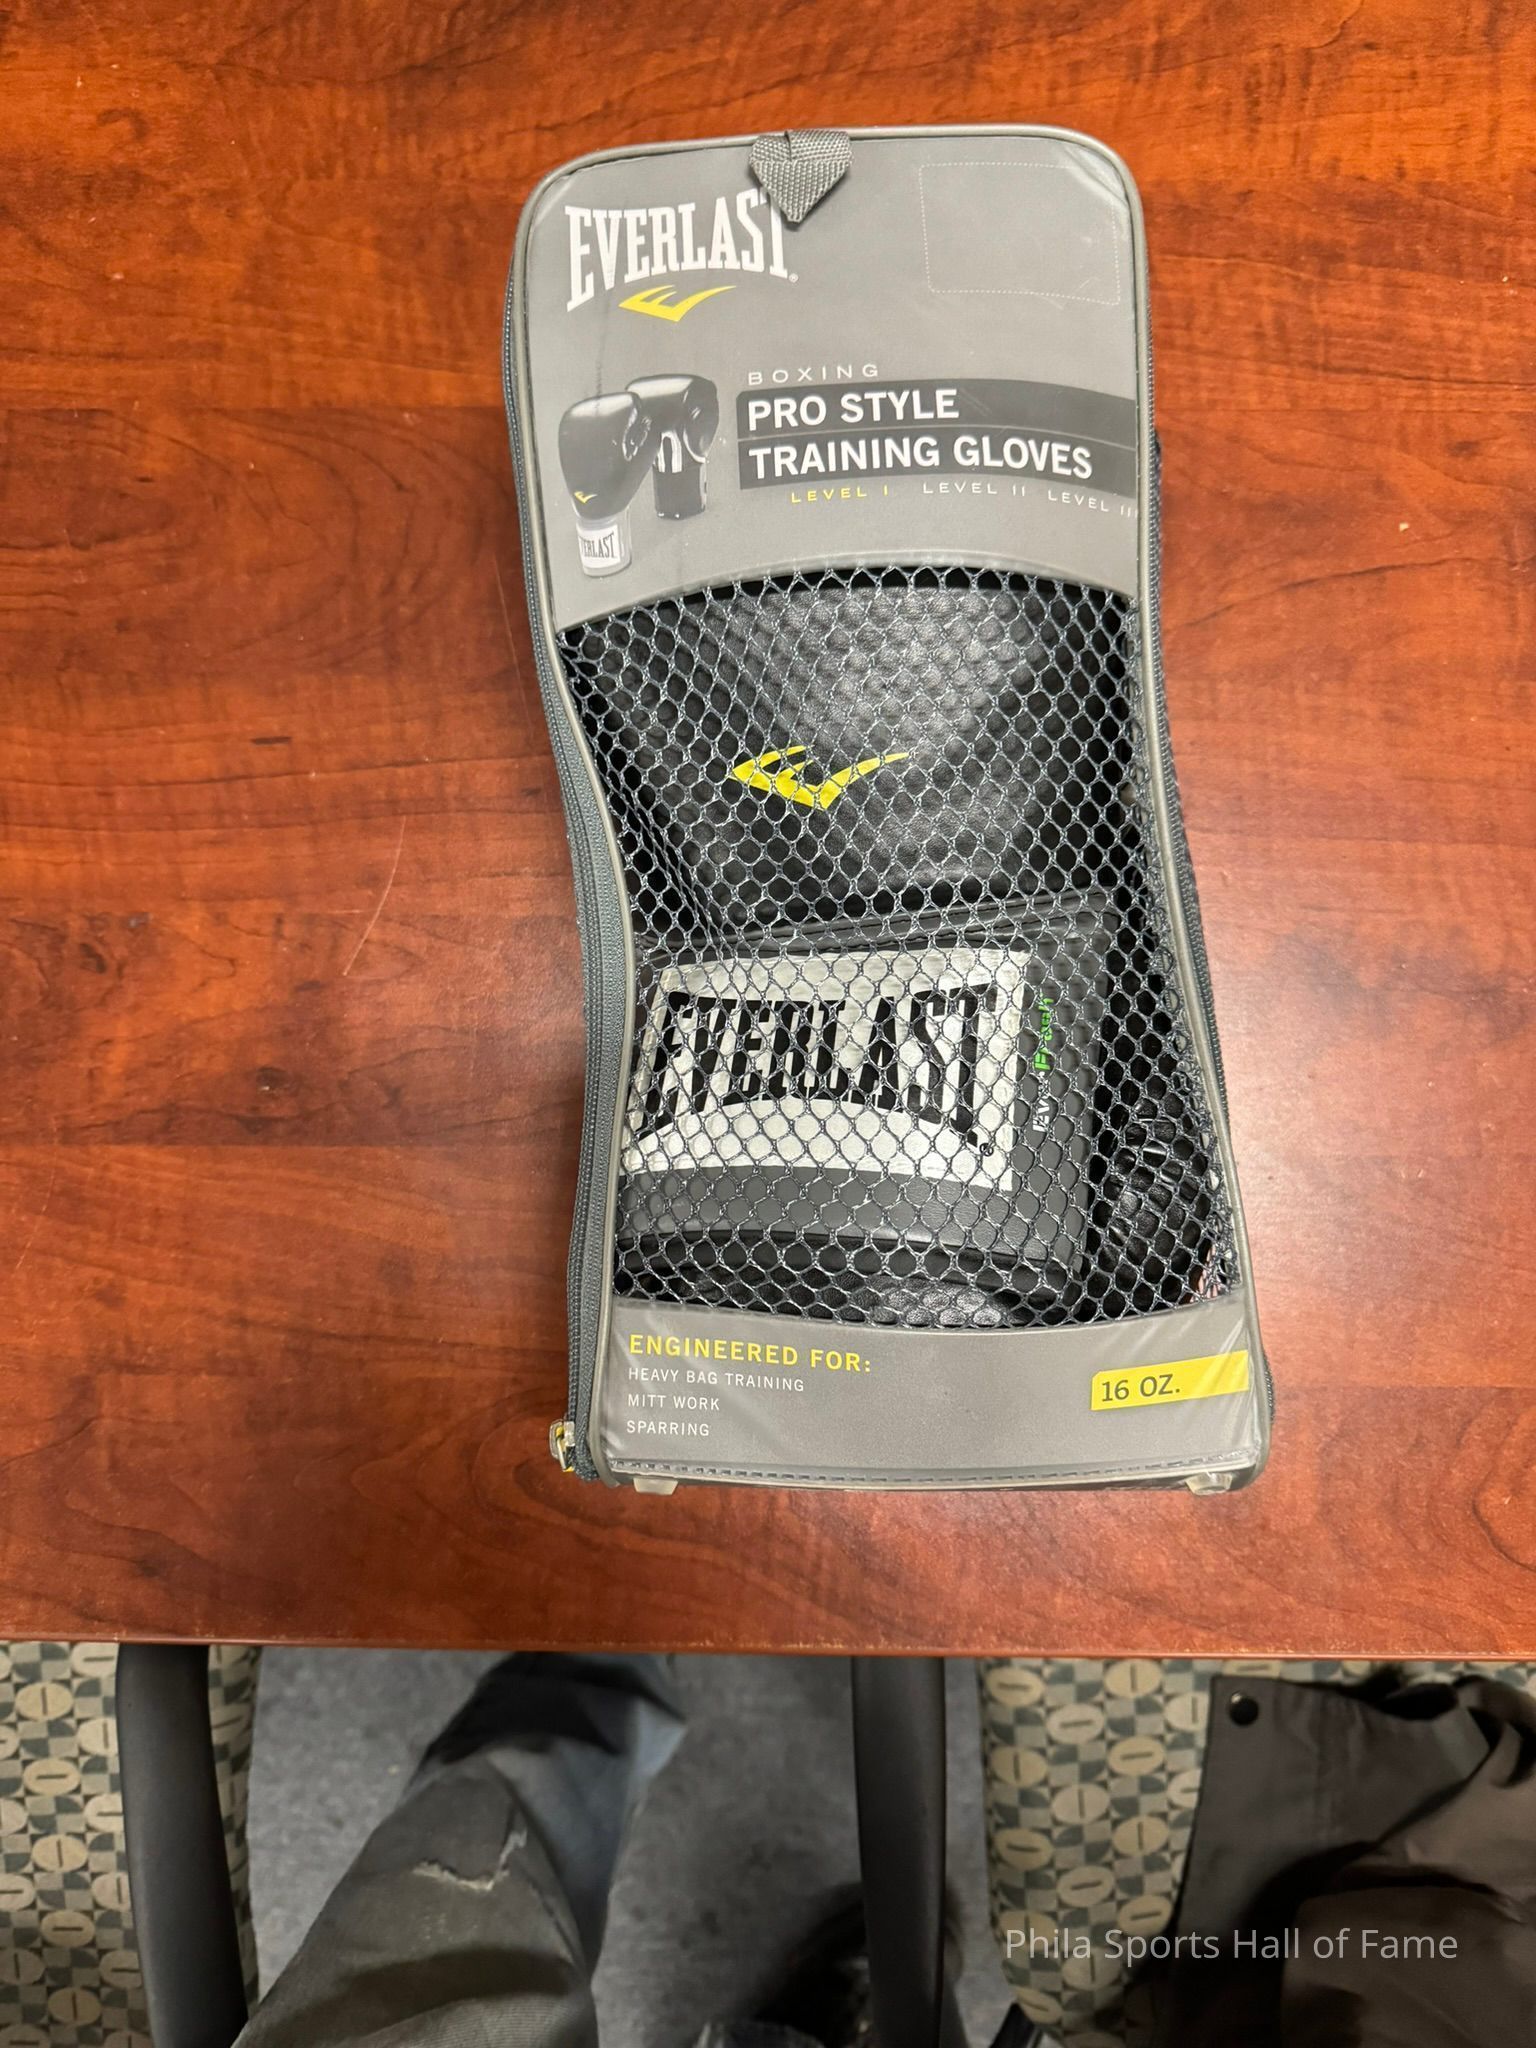 EVERLAST®
BOXING
PRO STYLE
TRAINING GLOVES
LEVEL I LEVEL II LEVEL III
EVERLAST
EVERLAST®
EverFresh
ENGINEERED FOR:
HEAVY BAG TRAINING
MITT WORK
SPARRING
16 OZ.
Phila Sports Hall of Fame